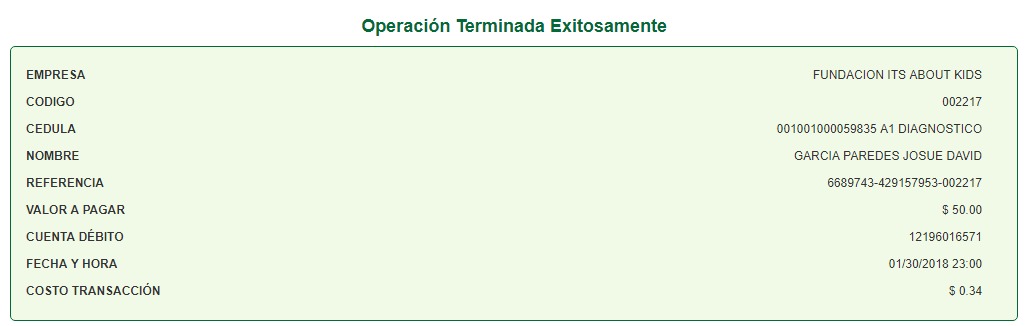 Operación Terminada Exitosamente
EMPRESA FUNDACION ITS ABOUT KIDS
CODIGO 002217
CEDULA 001001000059835 A1 DIAGNOSTICO
NOMBRE GARCIA PAREDES JOSUE DAVID
REFERENCIA 6689743-429157953-002217
VALOR A PAGAR $ 50.00
CUENTA DÉBITO 12196016571
FECHA Y HORA 01/30/2018 23:00
COSTO TRANSACCIÓN $ 0.34